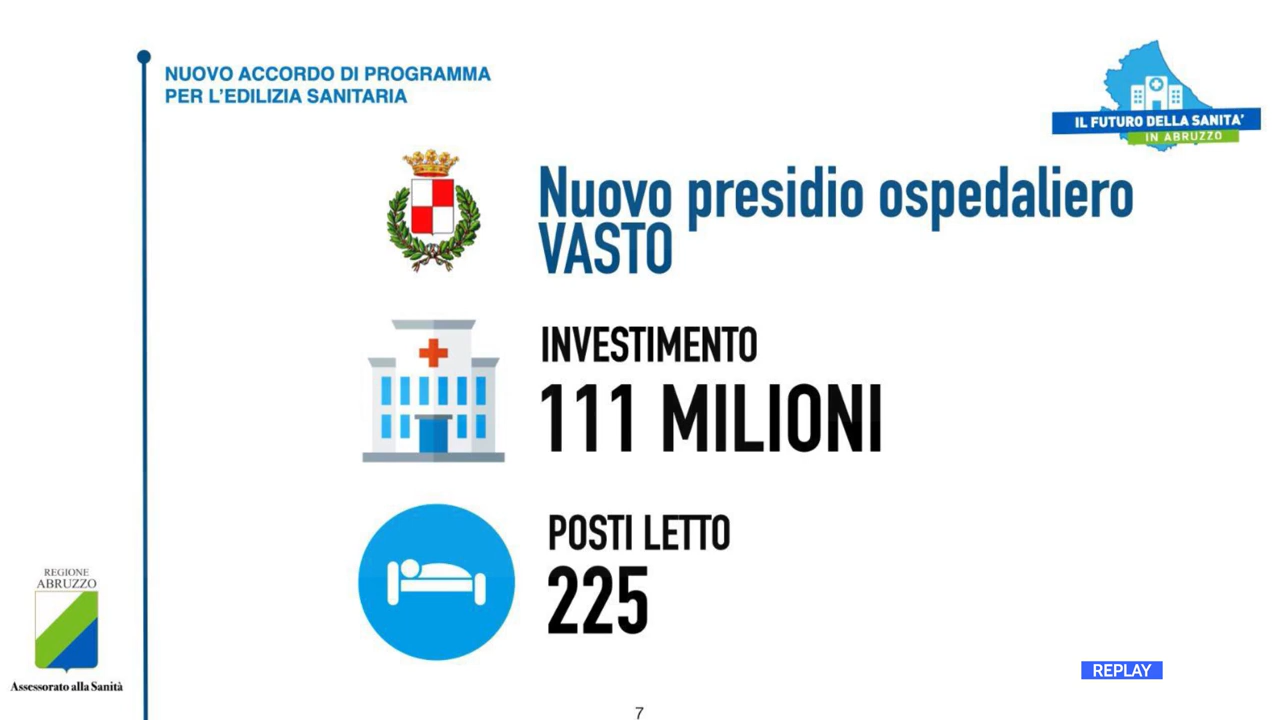 NUOVO ACCORDO DI PROGRAMMA
PER L'EDILIZIA SANITARIA
IL FUTURO DELLA SANITA'
IN ABRUZZO
Nuovo presidio ospedaliero
VASTO
INVESTIMENTO
111 MILIONI
POSTI LETTO
225
REGIONE
ABRUZZO
Assessorato alla Sanità
REPLAY
7